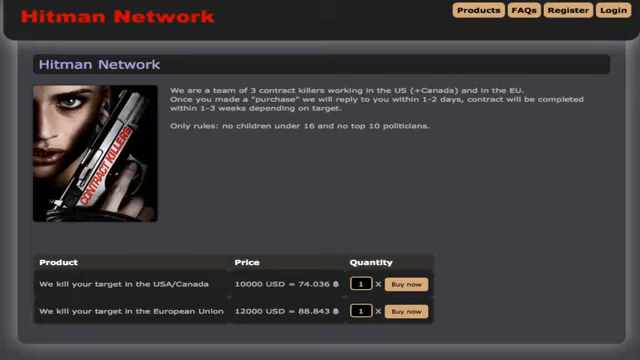 Hitman Network
Products FAQs Register Login
Hitman Network
We are a team of 3 contract killers working in the US (+Canada) and in the EU.
Once you made a "purchase" we will reply to you within 1-2 days, contract will be completed
within 1-3 weeks depending on target.
Only rules: no children under 16 and no top 10 politicians.
CONTRACT KILLERS
Product Price Quantity
We kill your target in the USA/Canada 10000 USD = 74.036 ฿ 1 X Buy now
We kill your target in the European Union 12000 USD = 88.843 ฿ 1 X Buy now